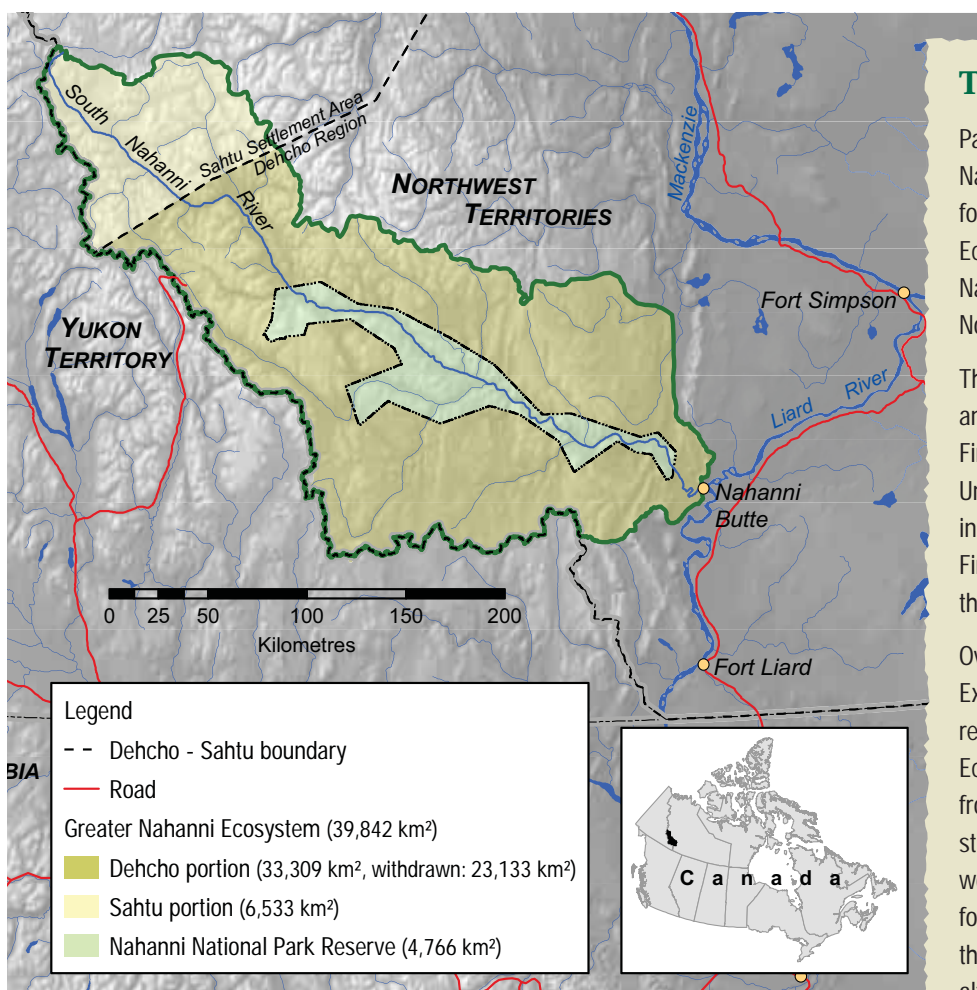 South
Nahanni
River
Sahtu Settlement Area
Dehcho Region
NORTHWEST
TERRITORIES
Mackenzie
YUKON
TERRITORY
Fort Simpson
Liard River
Nahanni
Butte
0 25 50 100 150 200
Kilometres
Fort Liard
Legend
Dehcho - Sahtu boundary
Road
Greater Nahanni Ecosystem (39,842 km²)
Dehcho portion (33,309 km², withdrawn: 23,133 km²)
Sahtu portion (6,533 km²)
Nahanni National Park Reserve (4,766 km²)
BIA
Canada
T
Pa
Na
fo
Ec
Na
No
Th
an
Fi
Un
in
Fi
th
Ov
Ex
re
Ec
fro
st
we
fo
th